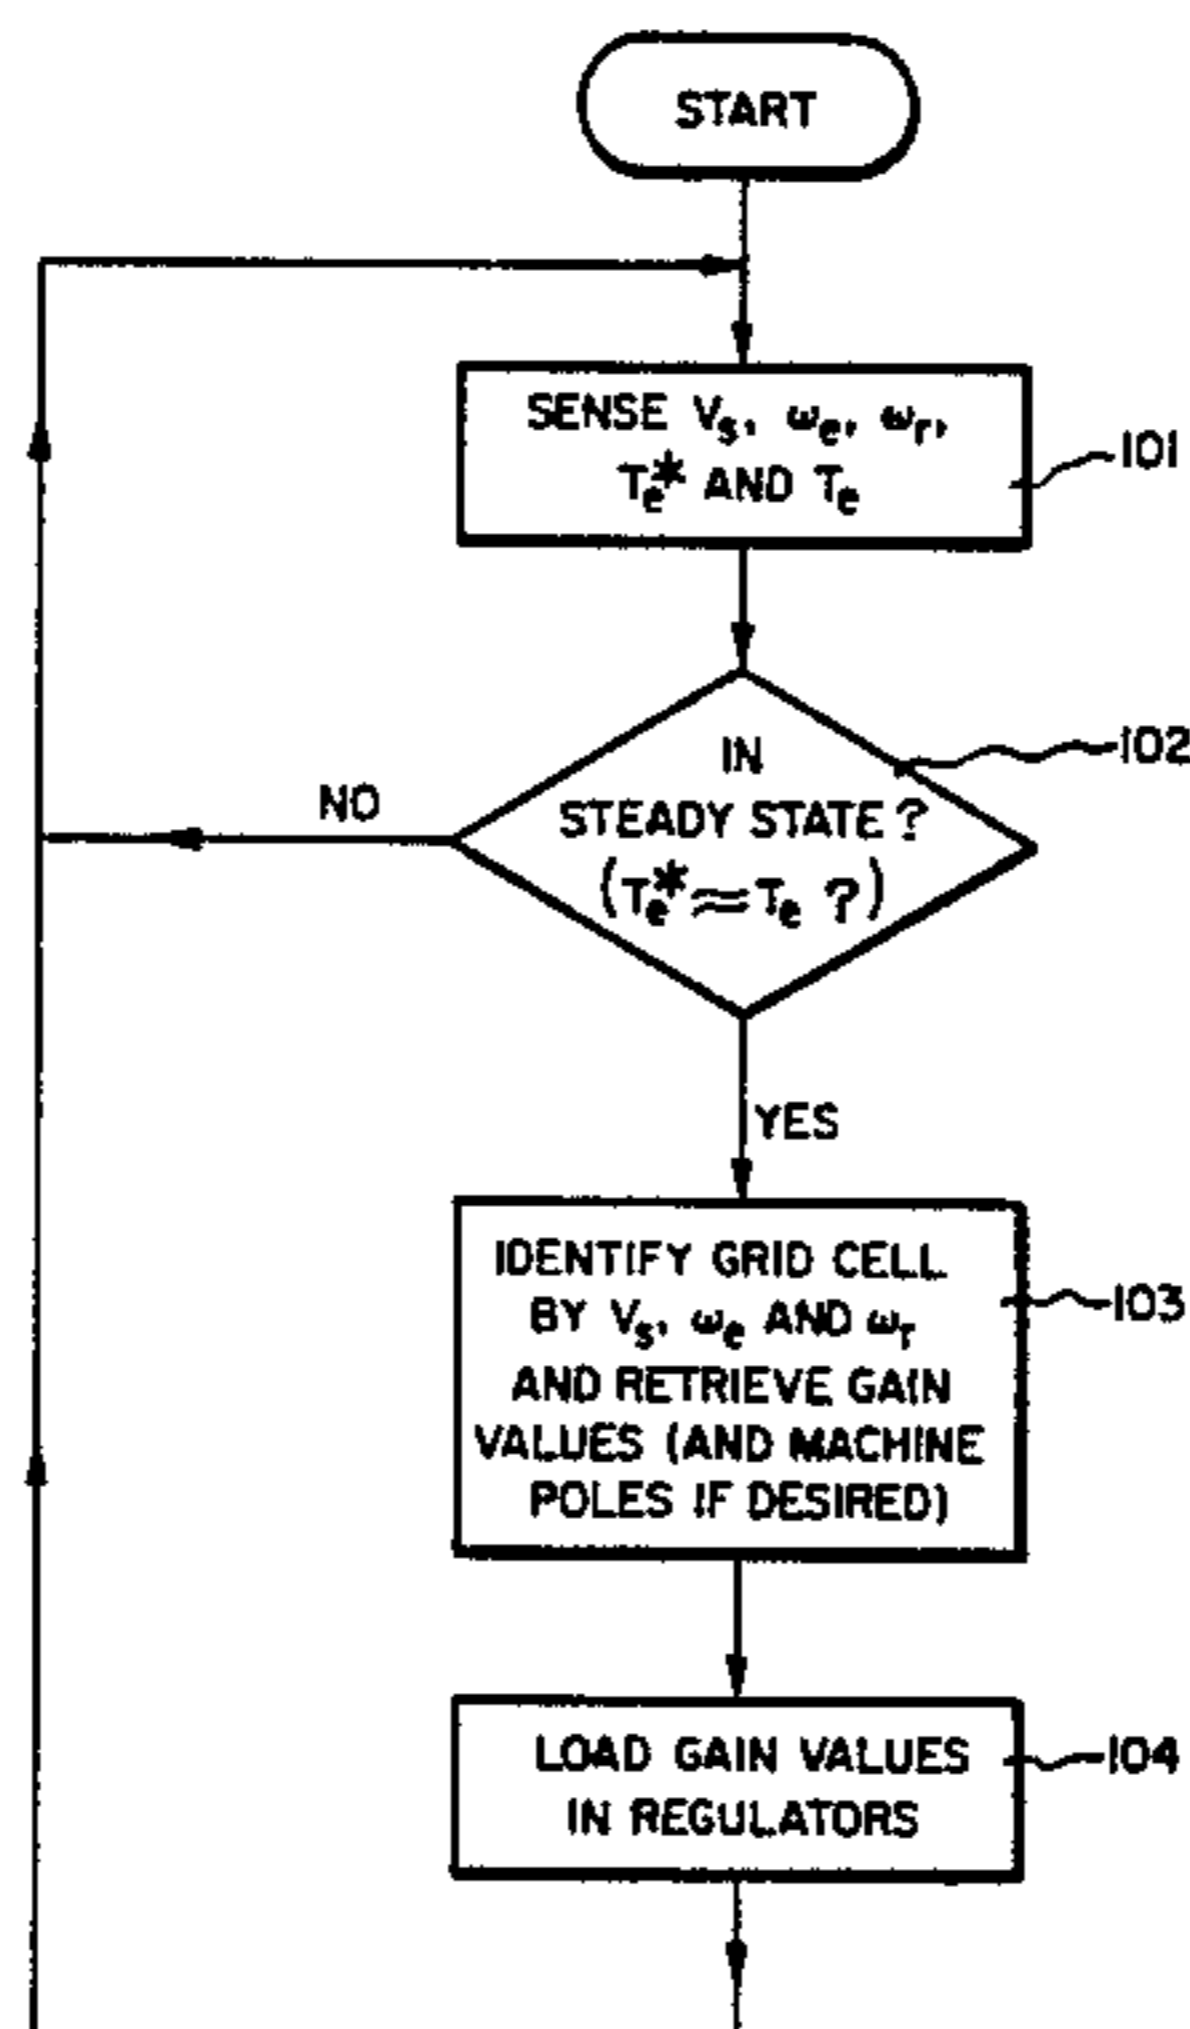 START
SENSE Vs, ωe, ωr,
Te* AND Te
101
IN
STEADY STATE?
(Te*≈Te ?)
102
NO
YES
IDENTIFY GRID CELL
BY Vs, ωe AND ωr
AND RETRIEVE GAIN
VALUES (AND MACHINE
POLES IF DESIRED)
103
LOAD GAIN VALUES
IN REGULATORS
104